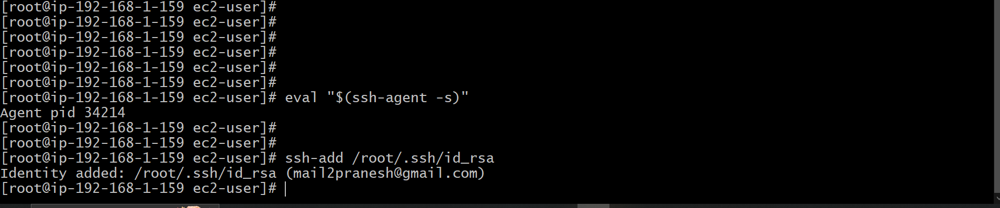 [root@ip-192-168-1-159 ec2-user]#
[root@ip-192-168-1-159 ec2-user]#
[root@ip-192-168-1-159 ec2-user]#
[root@ip-192-168-1-159 ec2-user]#
[root@ip-192-168-1-159 ec2-user]#
[root@ip-192-168-1-159 ec2-user]#
[root@ip-192-168-1-159 ec2-user]# eval "$(ssh-agent -s)"
Agent pid 34214
[root@ip-192-168-1-159 ec2-user]#
[root@ip-192-168-1-159 ec2-user]#
[root@ip-192-168-1-159 ec2-user]# ssh-add /root/.ssh/id_rsa
Identity added: /root/.ssh/id_rsa (mail2pranesh@gmail.com)
[root@ip-192-168-1-159 ec2-user]#